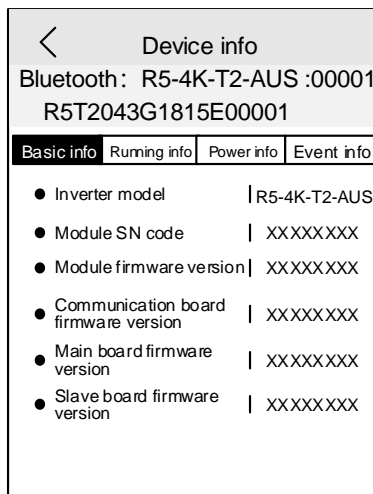 Device info
Bluetooth: R5-4K-T2-AUS :00001
R5T2043G1815E00001
Basic info Running info Power info Event info
Inverter model R5-4K-T2-AUS
Module SN code XXXXXXXX
Module firmware version XXXXXXXX
Communication board
firmware version XXXXXXXX
Main board firmware
version XXXXXXXX
Slave board firmware
version XXXXXXXX